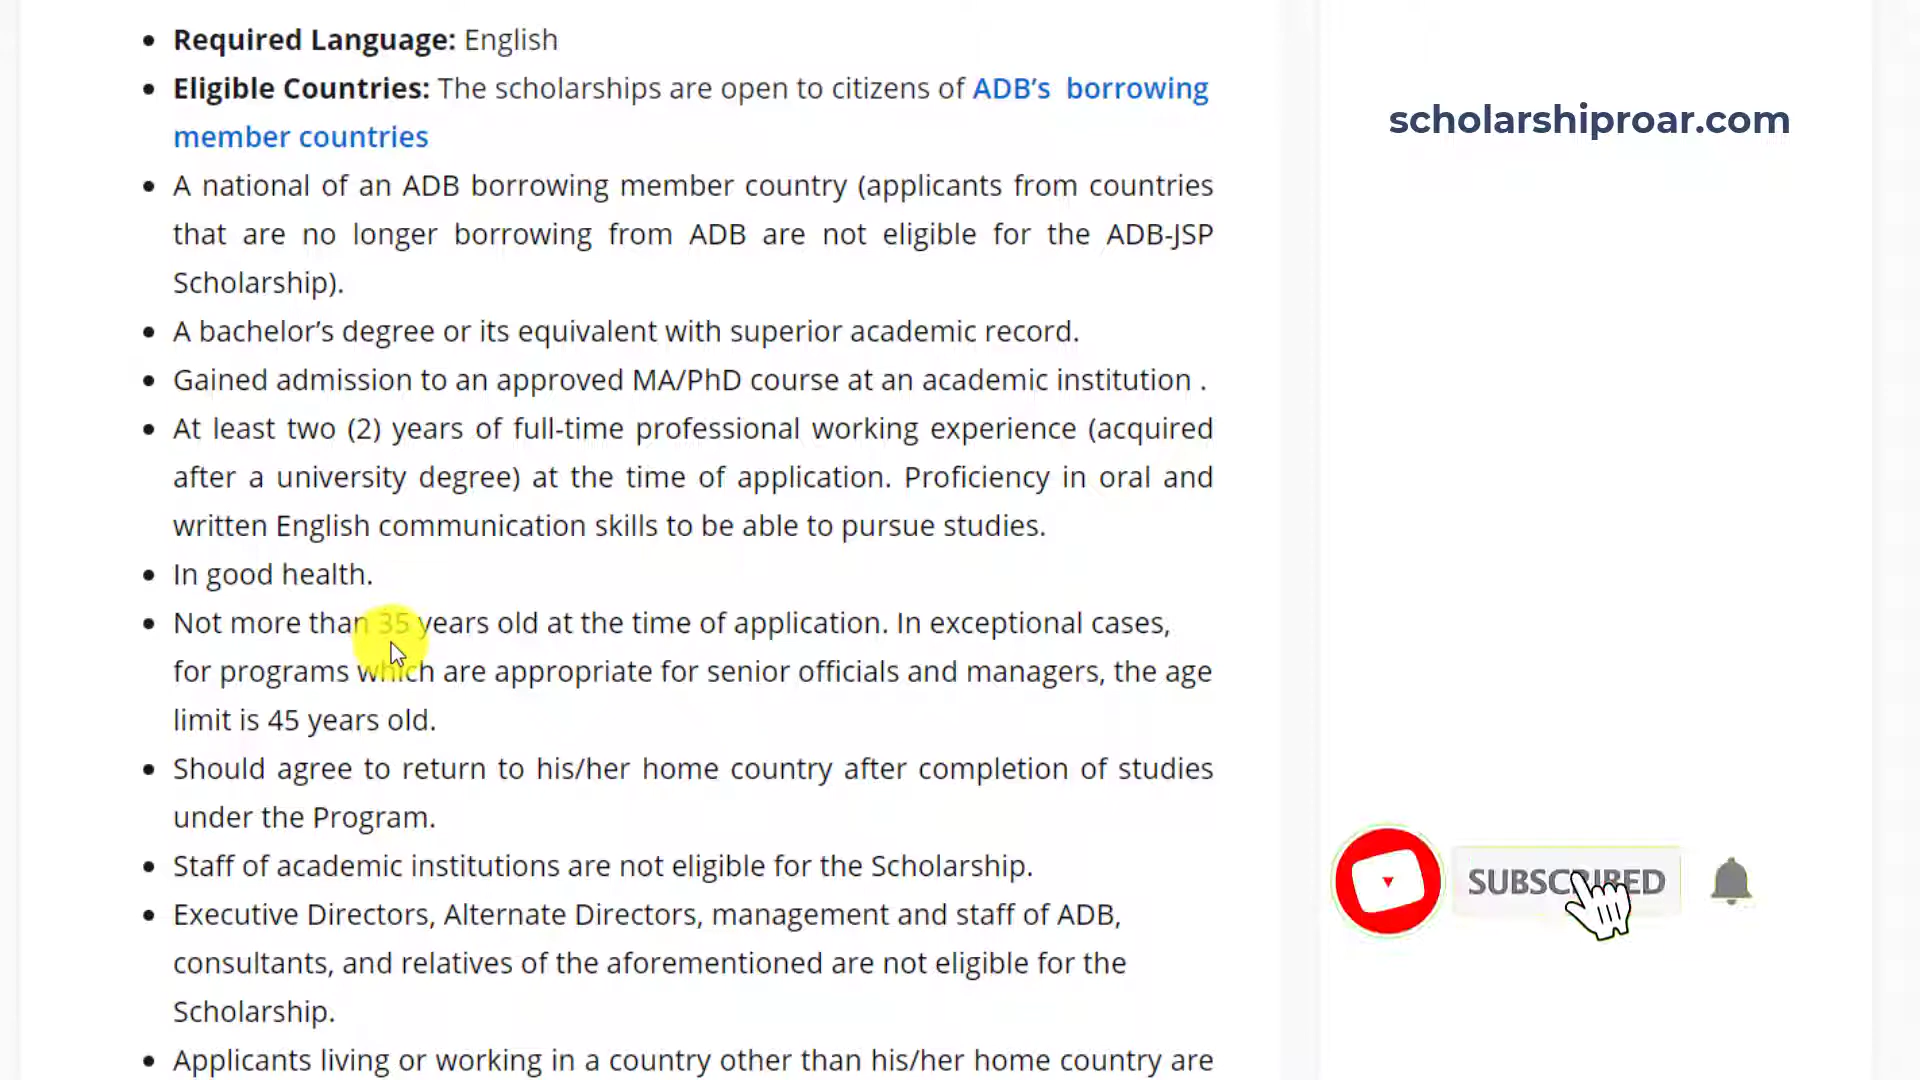 Required Language: English
Eligible Countries: The scholarships are open to citizens of ADB’s borrowing
member countries
A national of an ADB borrowing member country (applicants from countries
that are no longer borrowing from ADB are not eligible for the ADB-JSP
Scholarship).
A bachelor’s degree or its equivalent with superior academic record.
Gained admission to an approved MA/PhD course at an academic institution .
At least two (2) years of full-time professional working experience (acquired
after a university degree) at the time of application. Proficiency in oral and
written English communication skills to be able to pursue studies.
In good health.
Not more than 35 years old at the time of application. In exceptional cases,
for programs which are appropriate for senior officials and managers, the age
limit is 45 years old.
Should agree to return to his/her home country after completion of studies
under the Program.
Staff of academic institutions are not eligible for the Scholarship.
Executive Directors, Alternate Directors, management and staff of ADB,
consultants, and relatives of the aforementioned are not eligible for the
Scholarship.
Applicants living or working in a country other than his/her home country are
scholarshiproar.com
SUBSCRIBED